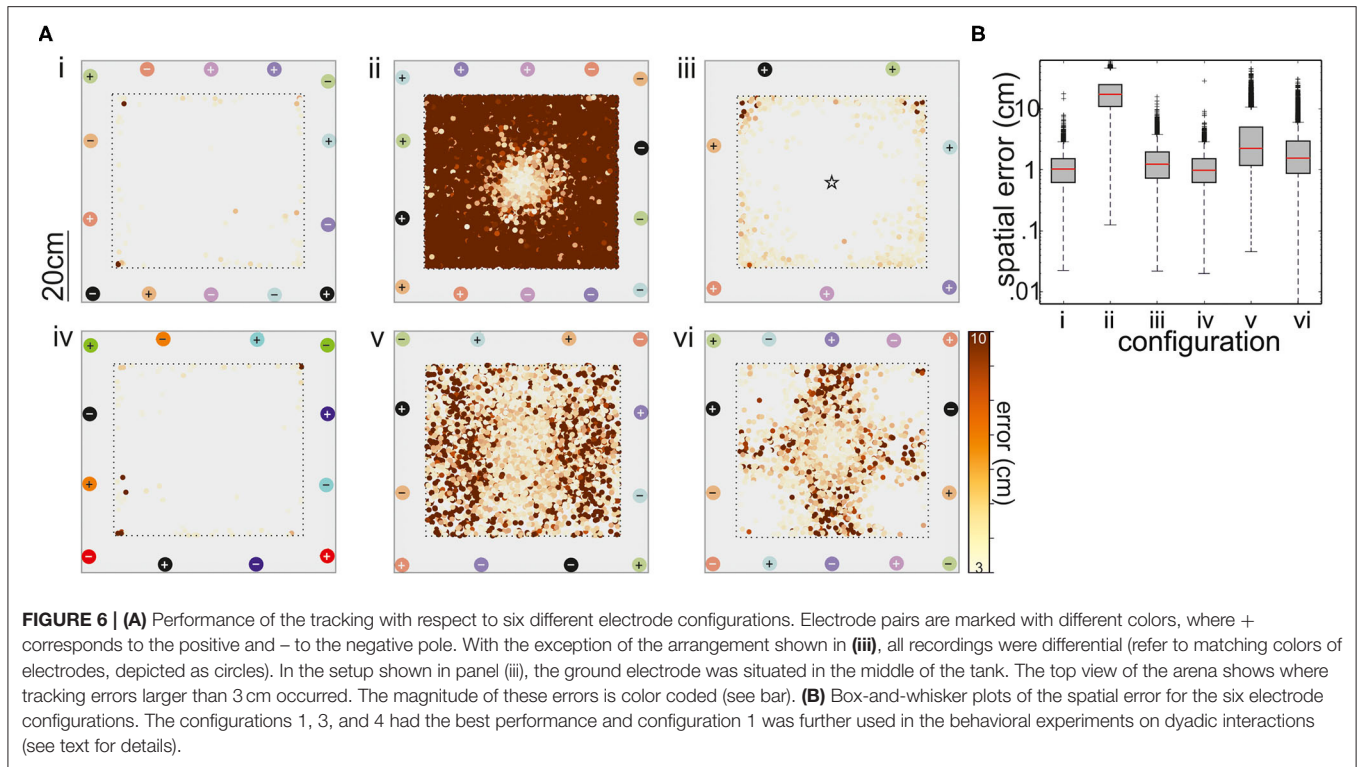 A
B
i
ii
iii
20cm
iv
v
vi
10
3
error (cm)
spatial error (cm)
10
1
.1
.01
i ii iii iv v vi
configuration
FIGURE 6 | (A) Performance of the tracking with respect to six different electrode configurations. Electrode pairs are marked with different colors, where +
corresponds to the positive and – to the negative pole. With the exception of the arrangement shown in (iii), all recordings were differential (refer to matching colors of
electrodes, depicted as circles). In the setup shown in panel (iii), the ground electrode was situated in the middle of the tank. The top view of the arena shows where
tracking errors larger than 3 cm occurred. The magnitude of these errors is color coded (see bar). (B) Box-and-whisker plots of the spatial error for the six electrode
configurations. The configurations 1, 3, and 4 had the best performance and configuration 1 was further used in the behavioral experiments on dyadic interactions
(see text for details).